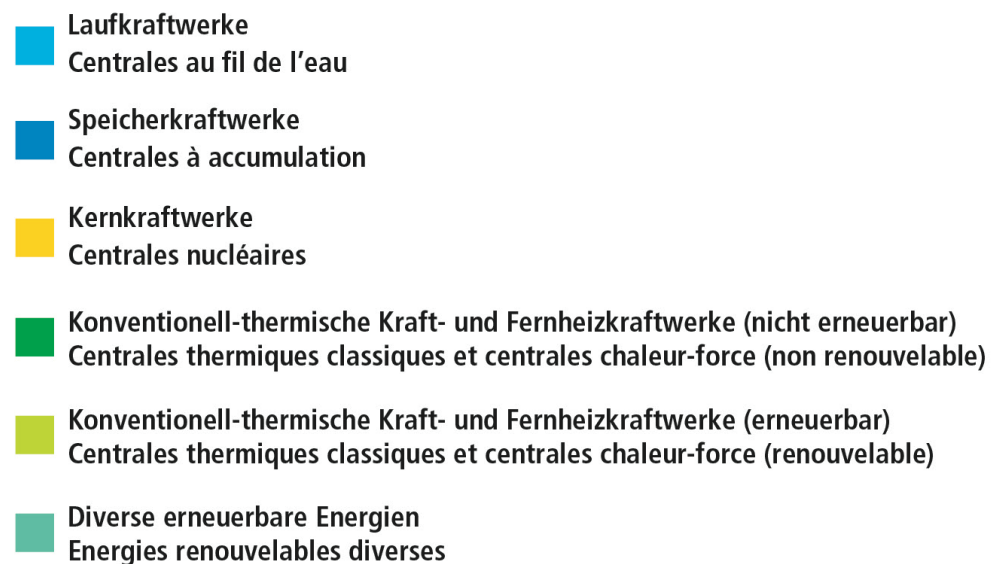 Laufkraftwerke
Centrales au fil de l’eau
Speicherkraftwerke
Centrales à accumulation
Kernkraftwerke
Centrales nucléaires
Konventionell-thermische Kraft- und Fernheizkraftwerke (nicht erneuerbar)
Centrales thermiques classiques et centrales chaleur-force (non renouvelable)
Konventionell-thermische Kraft- und Fernheizkraftwerke (erneuerbar)
Centrales thermiques classiques et centrales chaleur-force (renouvelable)
Diverse erneuerbare Energien
Energies renouvelables diverses